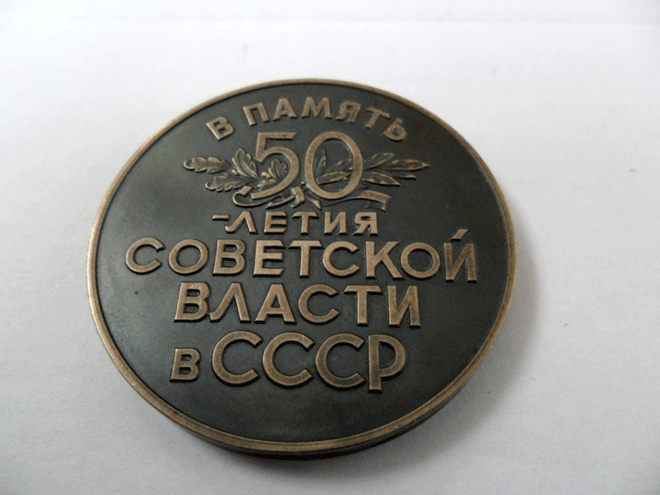 В ПАМЯТЬ
50
-ЛЕТИЯ
СОВЕТСКОЙ
ВЛАСТИ
В СССР